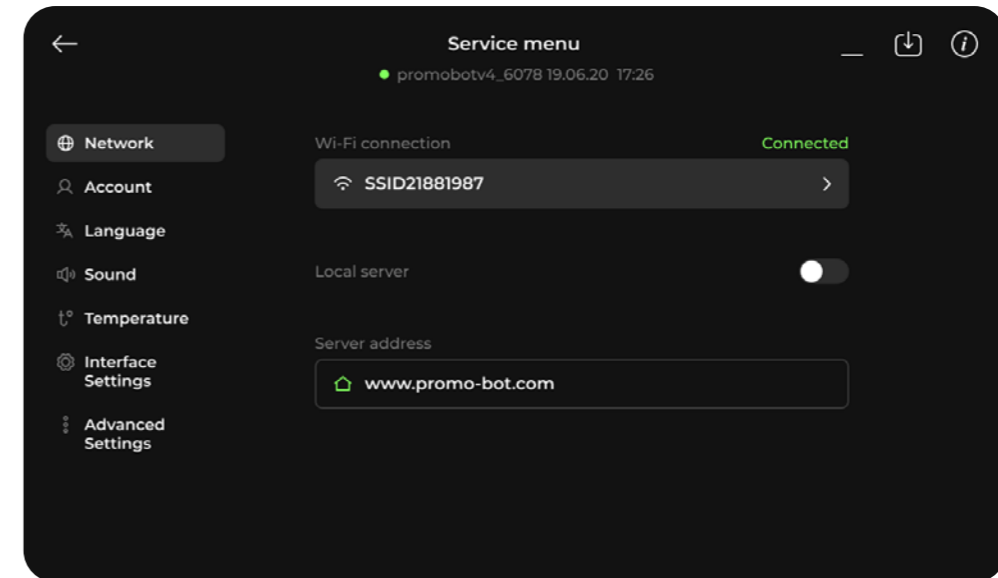 Service menu
promobotv4_6078 19.06.20 17:26
Network
Account
Language
Sound
Temperature
Interface
Settings
Advanced
Settings
Wi-Fi connection
Connected
SSID21881987
Local server
Server address
www.promo-bot.com